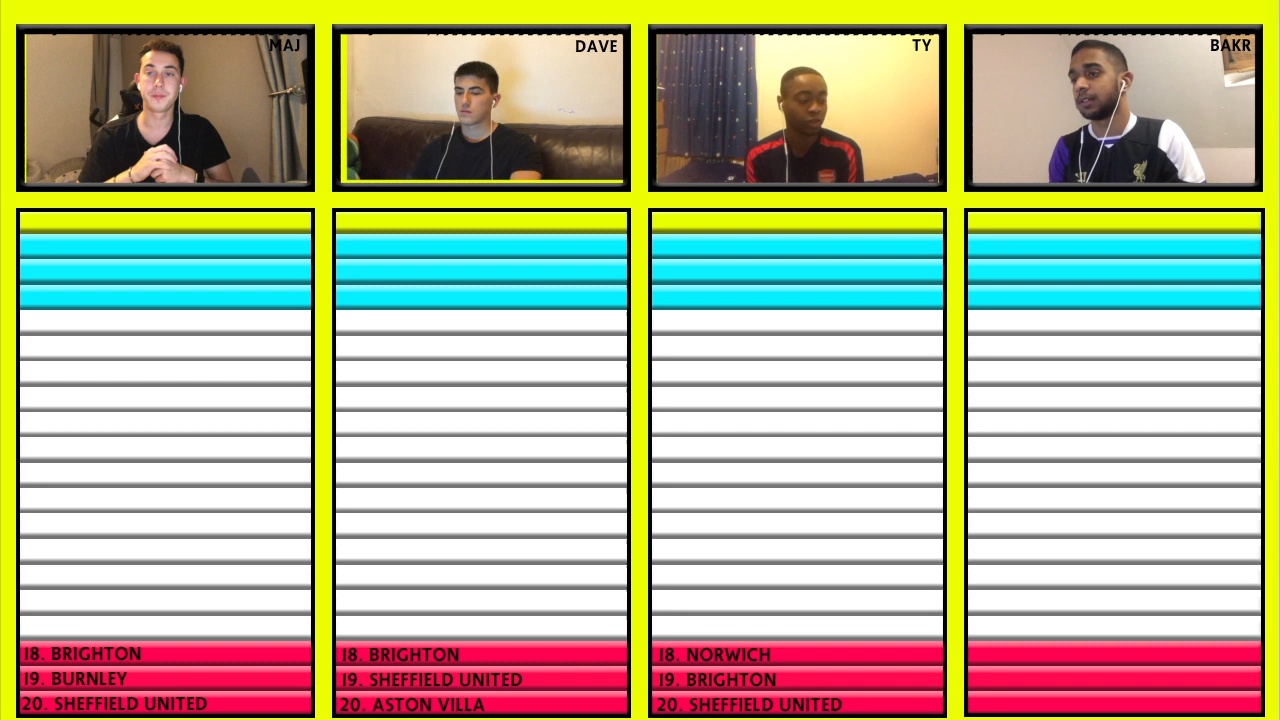 MAJ
DAVE
TY
BAKR
18. BRIGHTON
19. BURNLEY
20. SHEFFIELD UNITED
18. BRIGHTON
19. SHEFFIELD UNITED
20. ASTON VILLA
18. NORWICH
19. BRIGHTON
20. SHEFFIELD UNITED